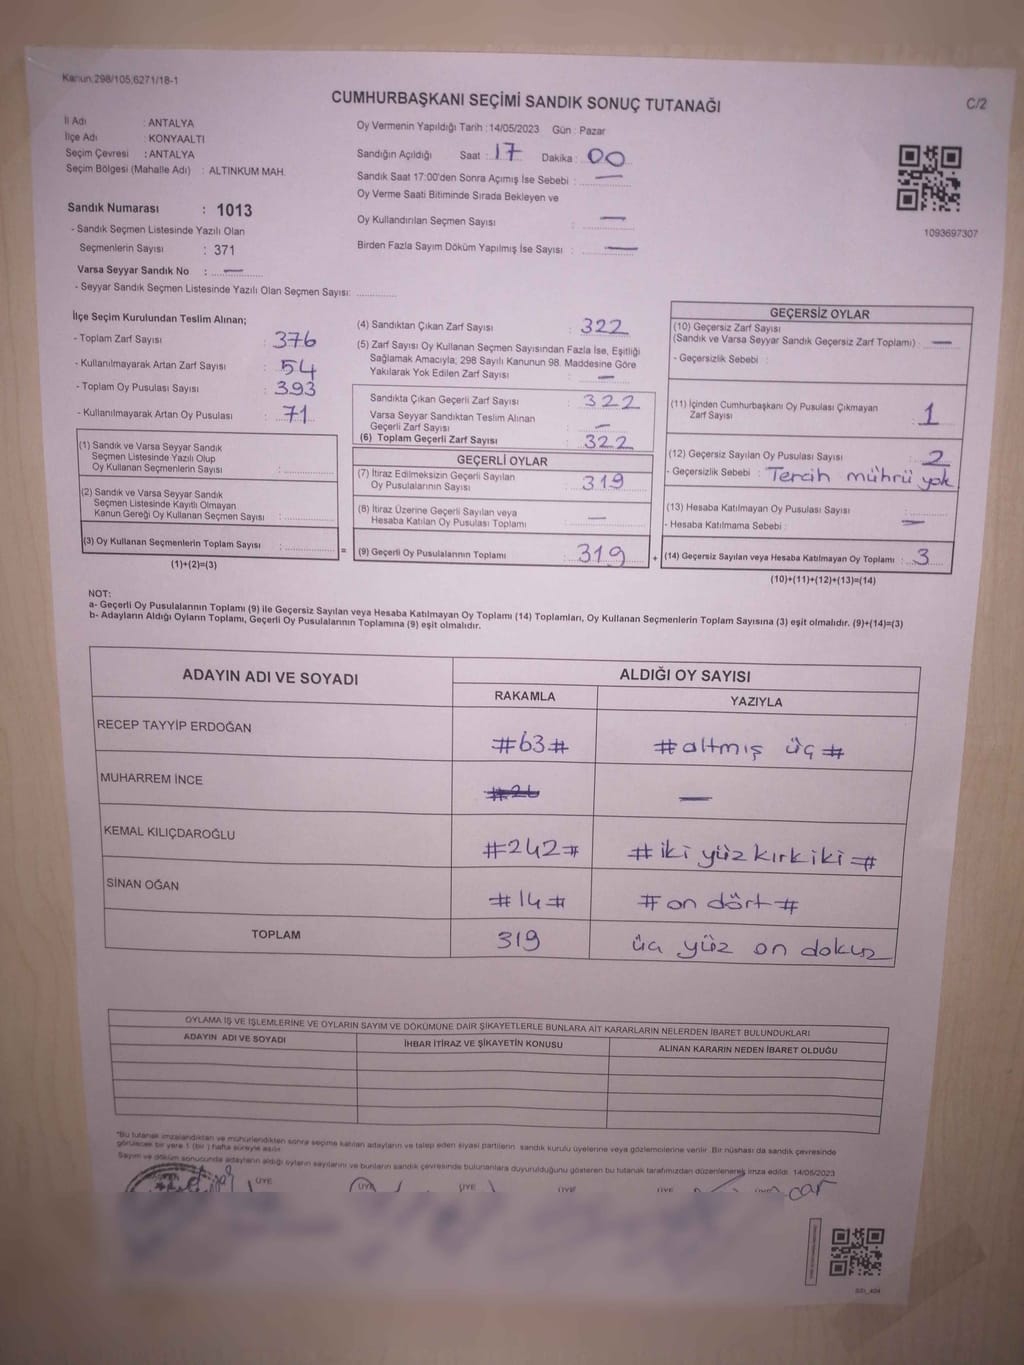 Kanun:298/105,6271/18-1
CUMHURBAŞKANI SEÇİMİ SANDIK SONUÇ TUTANAĞI
C/2
İl Adı : ANTALYA
İlçe Adı : KONYAALTI
Seçim Çevresi : ANTALYA
Seçim Bölgesi (Mahalle Adı) : ALTINKUM MAH.
Sandık Numarası : 1013
- Sandık Seçmen Listesinde Yazılı Olan
Seçmenlerin Sayısı : 371
Varsa Seyyar Sandık No : —
- Seyyar Sandık Seçmen Listesinde Yazılı Olan Seçmen Sayısı:
Oy Vermenin Yapıldığı Tarih :14/05/2023 Gün : Pazar
Sandığın Açıldığı Saat : 17 Dakika : 00
Sandık Saat 17:00'den Sonra Açımış İse Sebebi : —
Oy Verme Saati Bitiminde Sırada Bekleyen ve
Oy Kullandırılan Seçmen Sayısı : —
Birden Fazla Sayım Döküm Yapılmış İse Sayısı : —
1093697307
İlçe Seçim Kurulundan Teslim Alınan;
- Toplam Zarf Sayısı : 376
- Kullanılmayarak Artan Zarf Sayısı : 54
- Toplam Oy Pusulası Sayısı : 393
- Kullanılmayarak Artan Oy Pusulası : 71
(1) Sandık ve Varsa Seyyar Sandık
Seçmen Listesinde Yazılı Olup
Oy Kullanan Seçmenlerin Sayısı :
(2) Sandık ve Varsa Seyyar Sandık
Seçmen Listesinde Kayıtlı Olmayan
Kanun Gereği Oy Kullanan Seçmen Sayısı :
(3) Oy Kullanan Seçmenlerin Toplam Sayısı :
(1)+(2)=(3)
(4) Sandıktan Çıkan Zarf Sayısı : 322
(5) Zarf Sayısı Oy Kullanan Seçmen Sayısından Fazla İse, Eşitliği
Sağlamak Amacıyla; 298 Sayılı Kanunun 98. Maddesine Göre
Yakılarak Yok Edilen Zarf Sayısı : —
Sandıkta Çıkan Geçerli Zarf Sayısı : 322
Varsa Seyyar Sandıktan Teslim Alınan
Geçerli Zarf Sayısı : —
(6) Toplam Geçerli Zarf Sayısı : 322
GEÇERLİ OYLAR
(7) İtiraz Edilmeksizin Geçerli Sayılan
Oy Pusulalarının Sayısı : 319
(8) İtiraz Üzerine Geçerli Sayılan veya
Hesaba Katılan Oy Pusulası Toplamı : —
= (9) Geçerli Oy Pusulalarının Toplamı : 319 +
GEÇERSİZ OYLAR
(10) Geçersiz Zarf Sayısı
(Sandık ve Varsa Seyyar Sandık Geçersiz Zarf Toplamı) : —
- Geçersizlik Sebebi :
(11) İçinden Cumhurbaşkanı Oy Pusulası Çıkmayan
Zarf Sayısı : 1
(12) Geçersiz Sayılan Oy Pusulası Sayısı : 2
- Geçersizlik Sebebi : Tercih mührü yok
(13) Hesaba Katılmayan Oy Pusulası Sayısı :
- Hesaba Katılmama Sebebi : —
(14) Geçersiz Sayılan veya Hesaba Katılmayan Oy Toplamı : 3
(10)+(11)+(12)+(13)=(14)
NOT:
a- Geçerli Oy Pusulalarının Toplamı (9) ile Geçersiz Sayılan veya Hesaba Katılmayan Oy Toplamı (14) Toplamları, Oy Kullanan Seçmenlerin Toplam Sayısına (3) eşit olmalıdır. (9)+(14)=(3)
b- Adayların Aldığı Oyların Toplamı, Geçerli Oy Pusulalarının Toplamına (9) eşit olmalıdır.
ADAYIN ADI VE SOYADI ALDIĞI OY SAYISI
RAKAMLA YAZIYLA
RECEP TAYYİP ERDOĞAN #63# #altmış üç#
MUHARREM İNCE —
KEMAL KILIÇDAROĞLU #242# #iki yüz kırk iki#
SİNAN OĞAN #14# #on dört#
TOPLAM 319 üç yüz on dokuz
OYLAMA İŞ VE İŞLEMLERİNE VE OYLARIN SAYIM VE DÖKÜMÜNE DAİR ŞİKAYETLERLE BUNLARA AİT KARARLARIN NELERDEN İBARET BULUNDUKLARI
ADAYIN ADI VE SOYADI İHBAR İTİRAZ VE ŞİKAYETİN KONUSU ALINAN KARARIN NEDEN İBARET OLDUĞU
"Bu tutanak imzalandıktan ve mühürlendikten sonra seçime katılan adayların ve talep eden siyasi partilerin sandık kurulu üyelerine veya gözlemcilerine verilir. Bir nüshası da sandık çevresinde
görülecek bir yere 1 (bir ) hafta süreyle asılır.
Sayım ve döküm sonucunda adayların aldığı oyların sayılarını ve bunların sandık çevresinde bulunanlara duyurulduğunu gösteren bu tutanak tarafımızdan düzenlenerek imza edildi. 14/05/2023
ÜYE ÜYE ÜYE ÜYE ÜYE